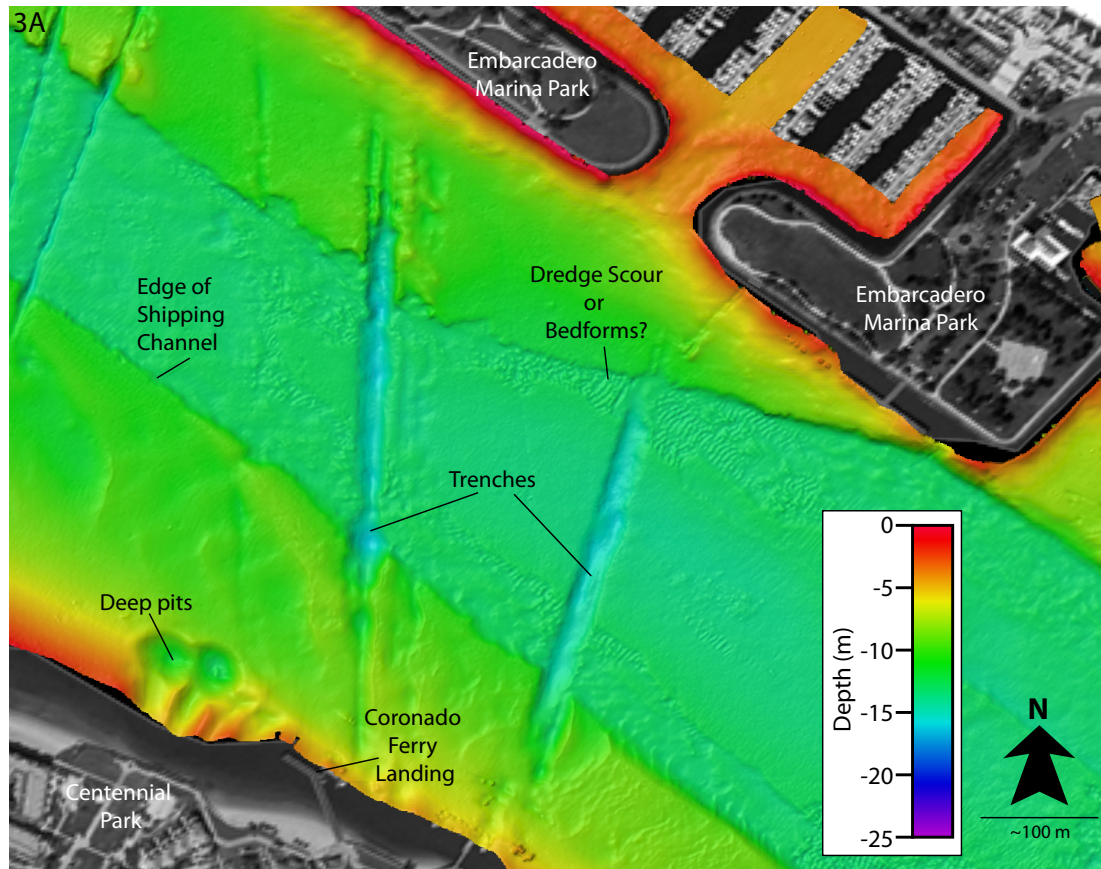 3A
Embarcadero
Marina Park
Edge of
Shipping
Channel
Dredge Scour
or
Bedforms?
Embarcadero
Marina Park
Trenches
Deep pits
Coronado
Ferry
Landing
Centennial
Park
Depth (m)
0
-5
-10
-15
-20
-25
N
~100 m